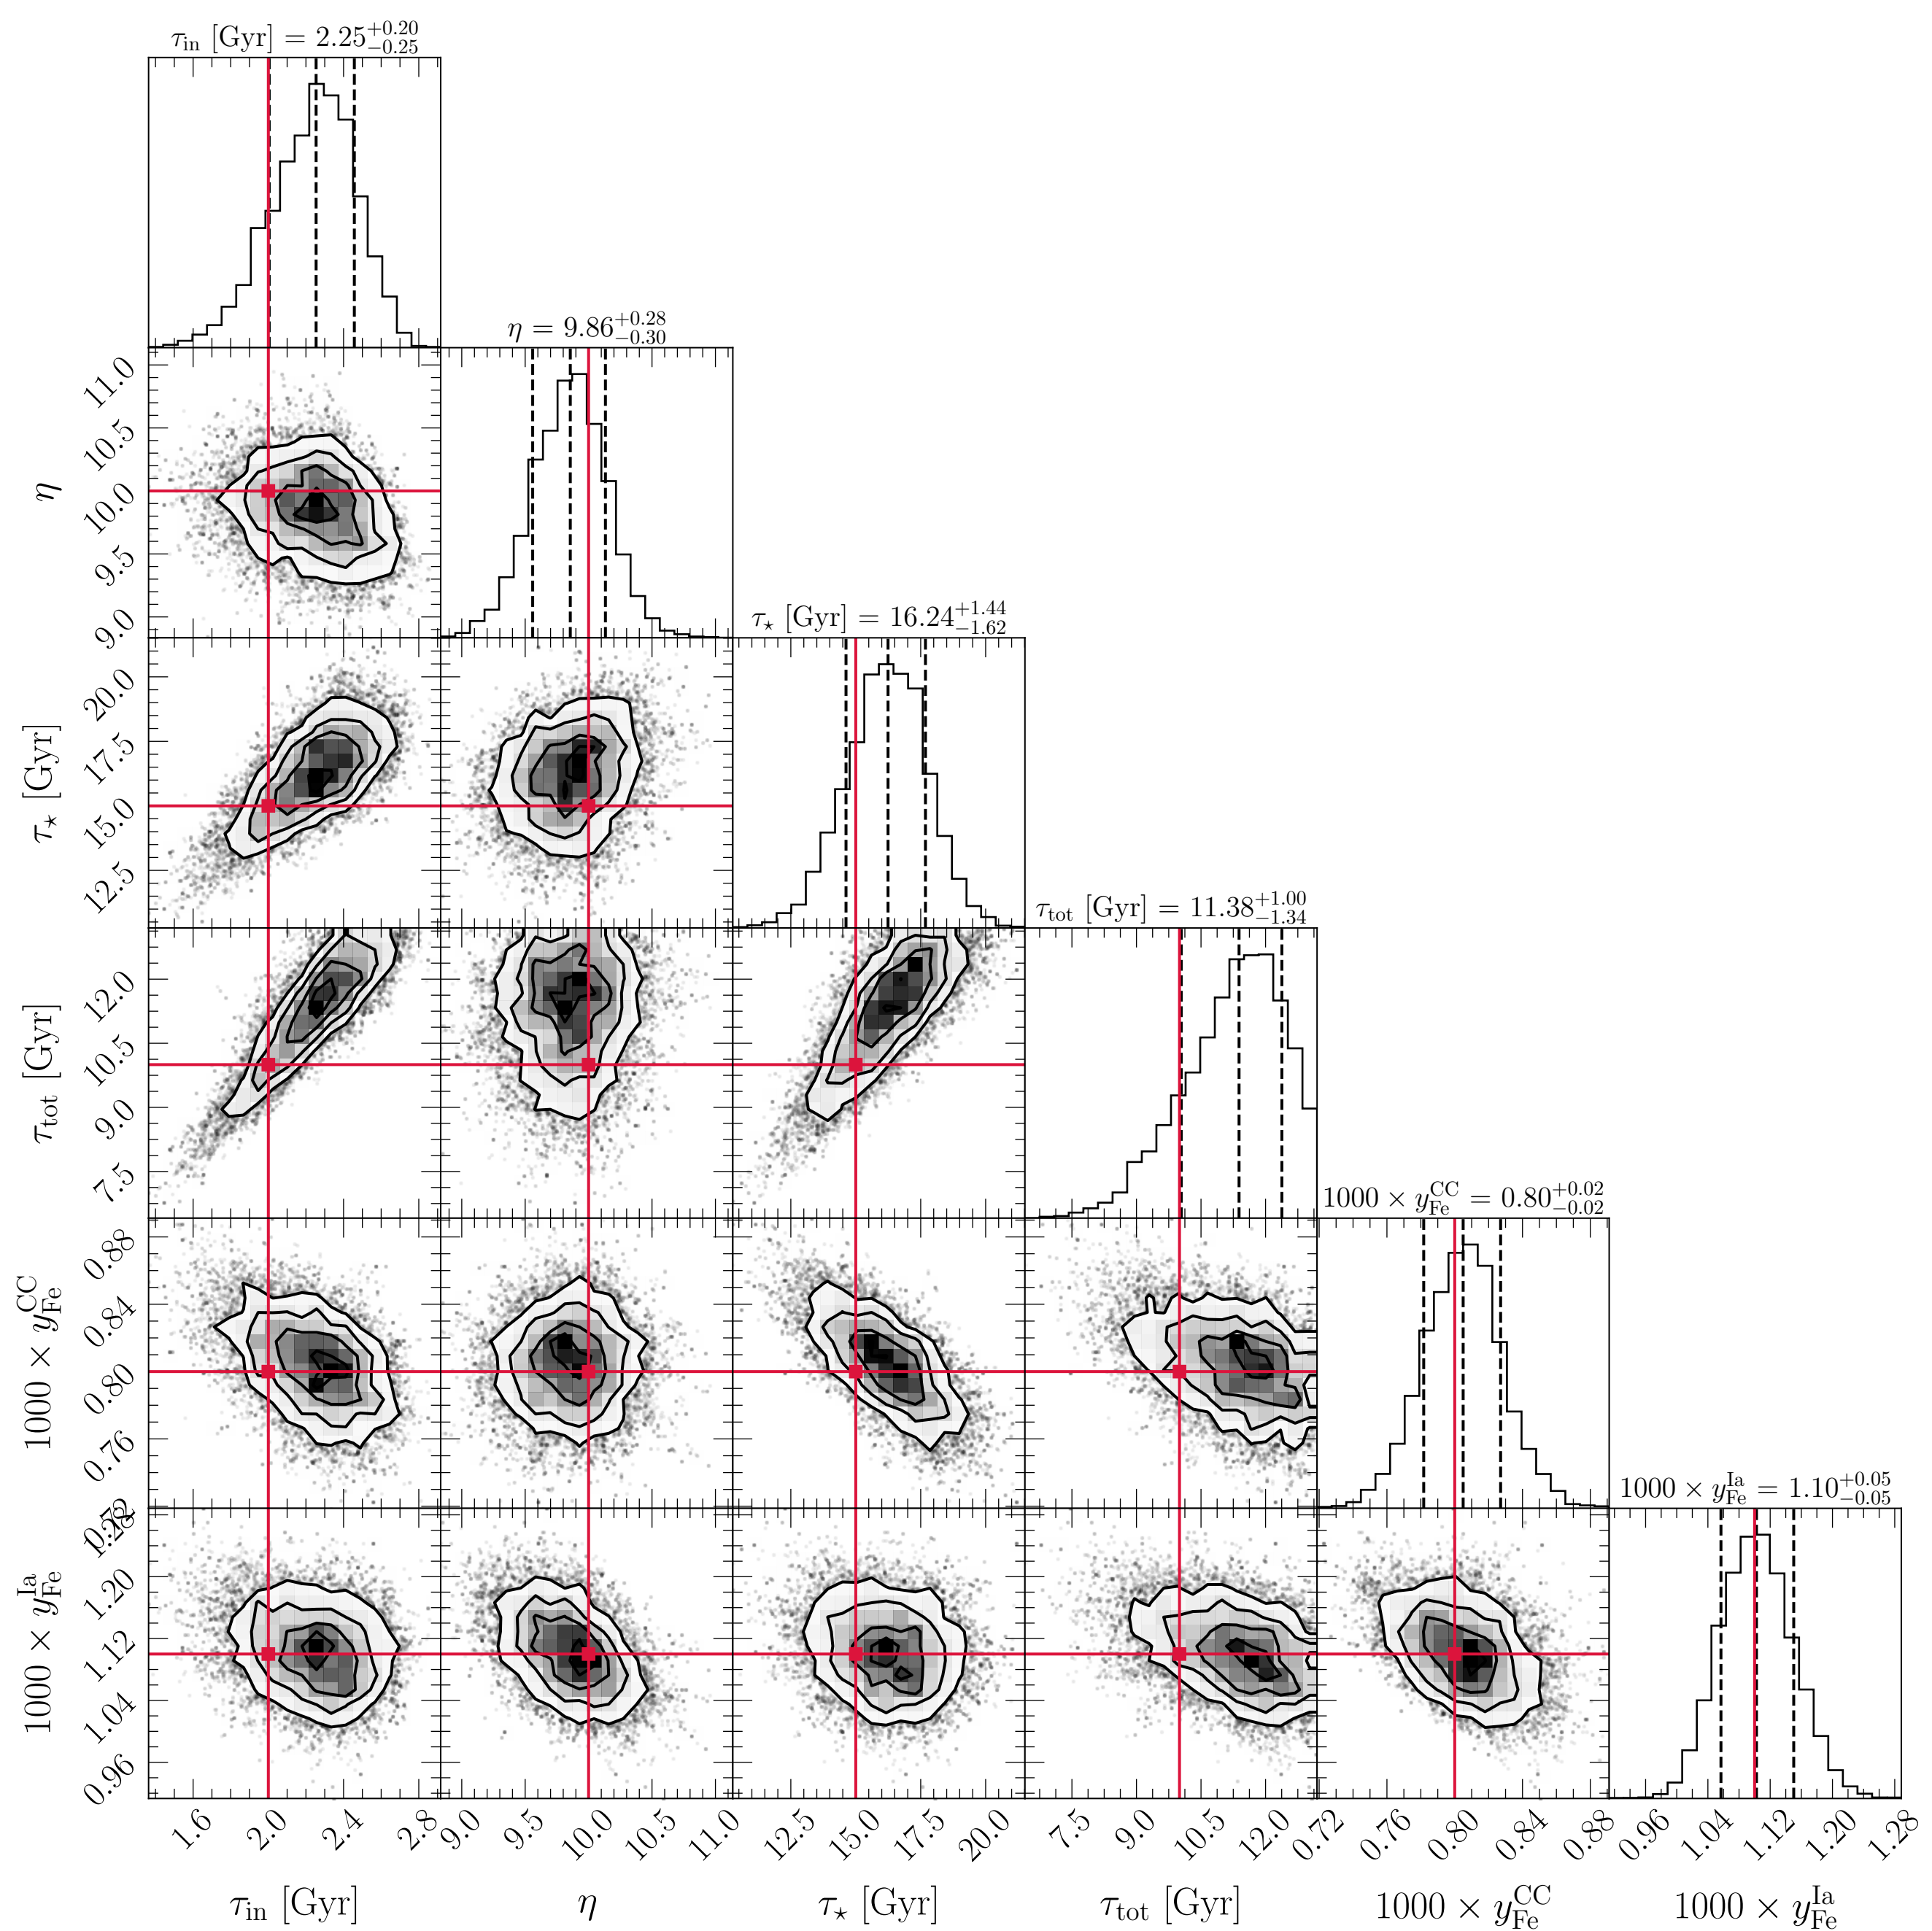 τ_in [Gyr] = 2.25^{+0.20}_{−0.25}
η = 9.86^{+0.28}_{−0.30}
11.0
10.5
10.0
9.5
9.0
η
τ_⋆ [Gyr] = 16.24^{+1.44}_{−1.62}
20.0
17.5
15.0
12.5
τ_⋆ [Gyr]
τ_tot [Gyr] = 11.38^{+1.00}_{−1.34}
12.0
10.5
9.0
7.5
τ_tot [Gyr]
1000 × y_Fe^CC = 0.80^{+0.02}_{−0.02}
0.88
0.84
0.80
0.76
0.72
1000 × y_Fe^CC
1000 × y_Fe^Ia = 1.10^{+0.05}_{−0.05}
1.28
1.20
1.12
1.04
0.96
1000 × y_Fe^Ia
1.6 2.0 2.4 2.8 9.0 9.5 10.0 10.5 11.0 12.5 15.0 17.5 20.0 7.5 9.0 10.5 12.0 0.72 0.76 0.80 0.84 0.88 0.96 1.04 1.12 1.20 1.28
τ_in [Gyr] η τ_⋆ [Gyr] τ_tot [Gyr] 1000 × y_Fe^CC 1000 × y_Fe^Ia